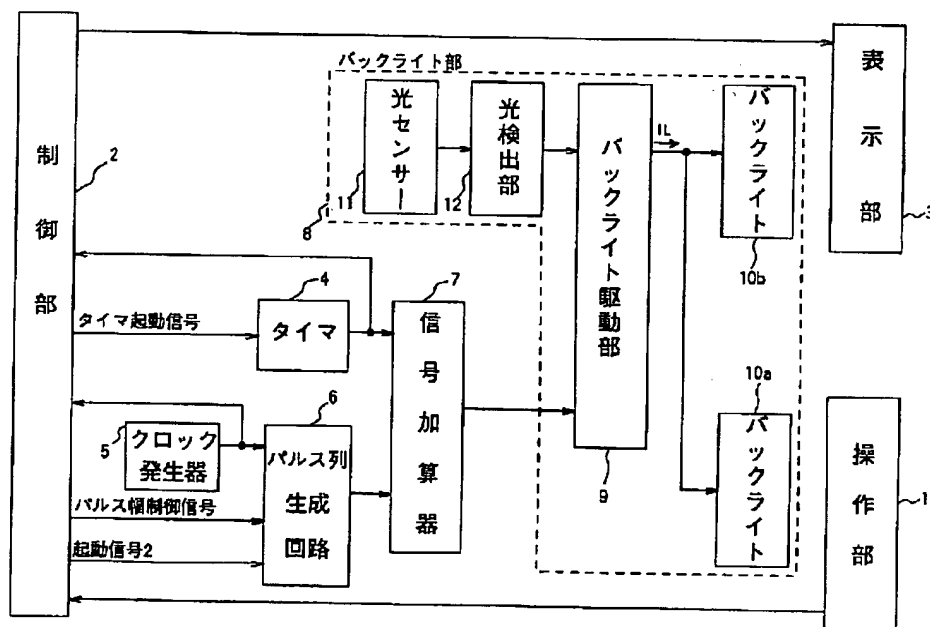 制御部
2
バックライト部
光センサー
11
光検出部
12
8
バックライト駆動部
9
IL
バックライト
10b
表示部
3
タイマ起動信号
4
タイマ
7
信号加算器
5
クロック
発生器
6
パルス列
生成
回路
パルス幅制御信号
起動信号2
10a
バックライト
操作部
1